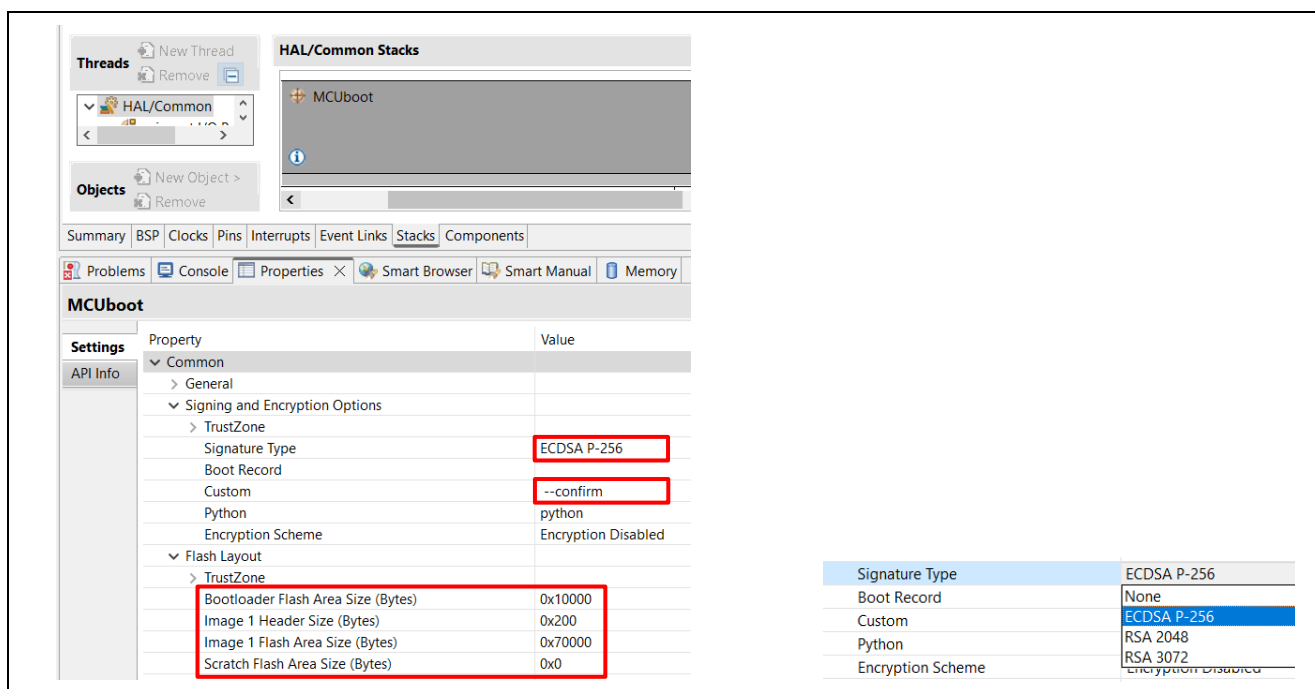 Threads
New Thread
Remove
HAL/Common Stacks
HAL/Common
MCUboot
Objects
New Object >
Remove
Summary BSP Clocks Pins Interrupts Event Links Stacks Components
Problems Console Properties Smart Browser Smart Manual Memory
MCUboot
Settings
API Info
Property Value
Common
General
Signing and Encryption Options
TrustZone
Signature Type ECDSA P-256
Boot Record
Custom --confirm
Python python
Encryption Scheme Encryption Disabled
Flash Layout
TrustZone
Bootloader Flash Area Size (Bytes) 0x10000
Image 1 Header Size (Bytes) 0x200
Image 1 Flash Area Size (Bytes) 0x70000
Scratch Flash Area Size (Bytes) 0x0
Signature Type ECDSA P-256
Boot Record None
Custom ECDSA P-256
Python RSA 2048
RSA 3072
Encryption Scheme Encryption Disabled